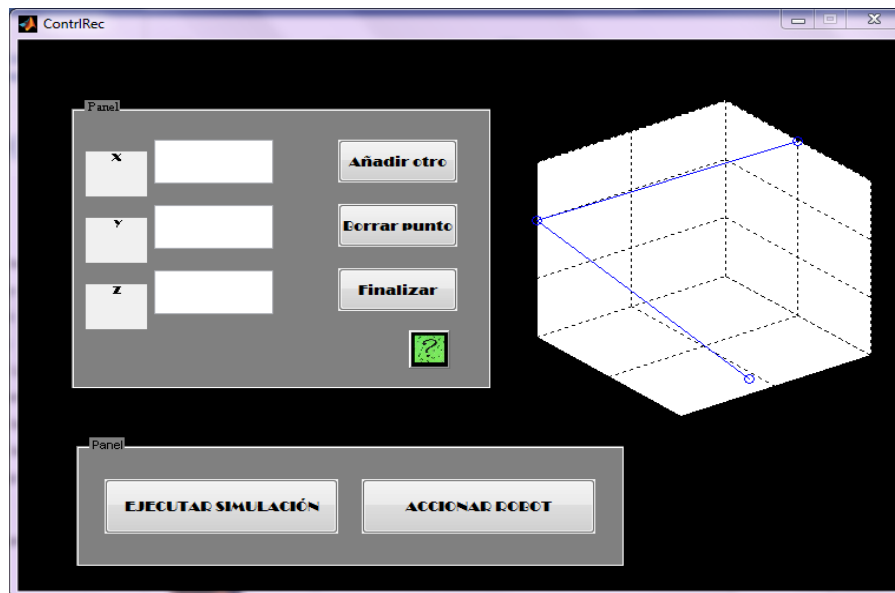 ContrlRec
Panel
X
Añadir otro
Y
Borrar punto
Z
Finalizar
?
Panel
EJECUTAR SIMULACIÓN
ACCIONAR ROBOT